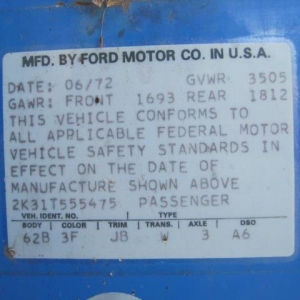 MFD. BY FORD MOTOR CO. IN U.S.A.
DATE: 06/72 GVWR 3505
GAWR: FRONT 1693 REAR 1812
THIS VEHICLE CONFORMS TO
ALL APPLICABLE FEDERAL MOTOR
VEHICLE SAFETY STANDARDS IN
EFFECT ON THE DATE OF
MANUFACTURE SHOWN ABOVE
2K31T555475 PASSENGER
VEH. IDENT. NO. TYPE
BODY COLOR TRIM TRANS AXLE DSO
62B 3F JB W 3 A6